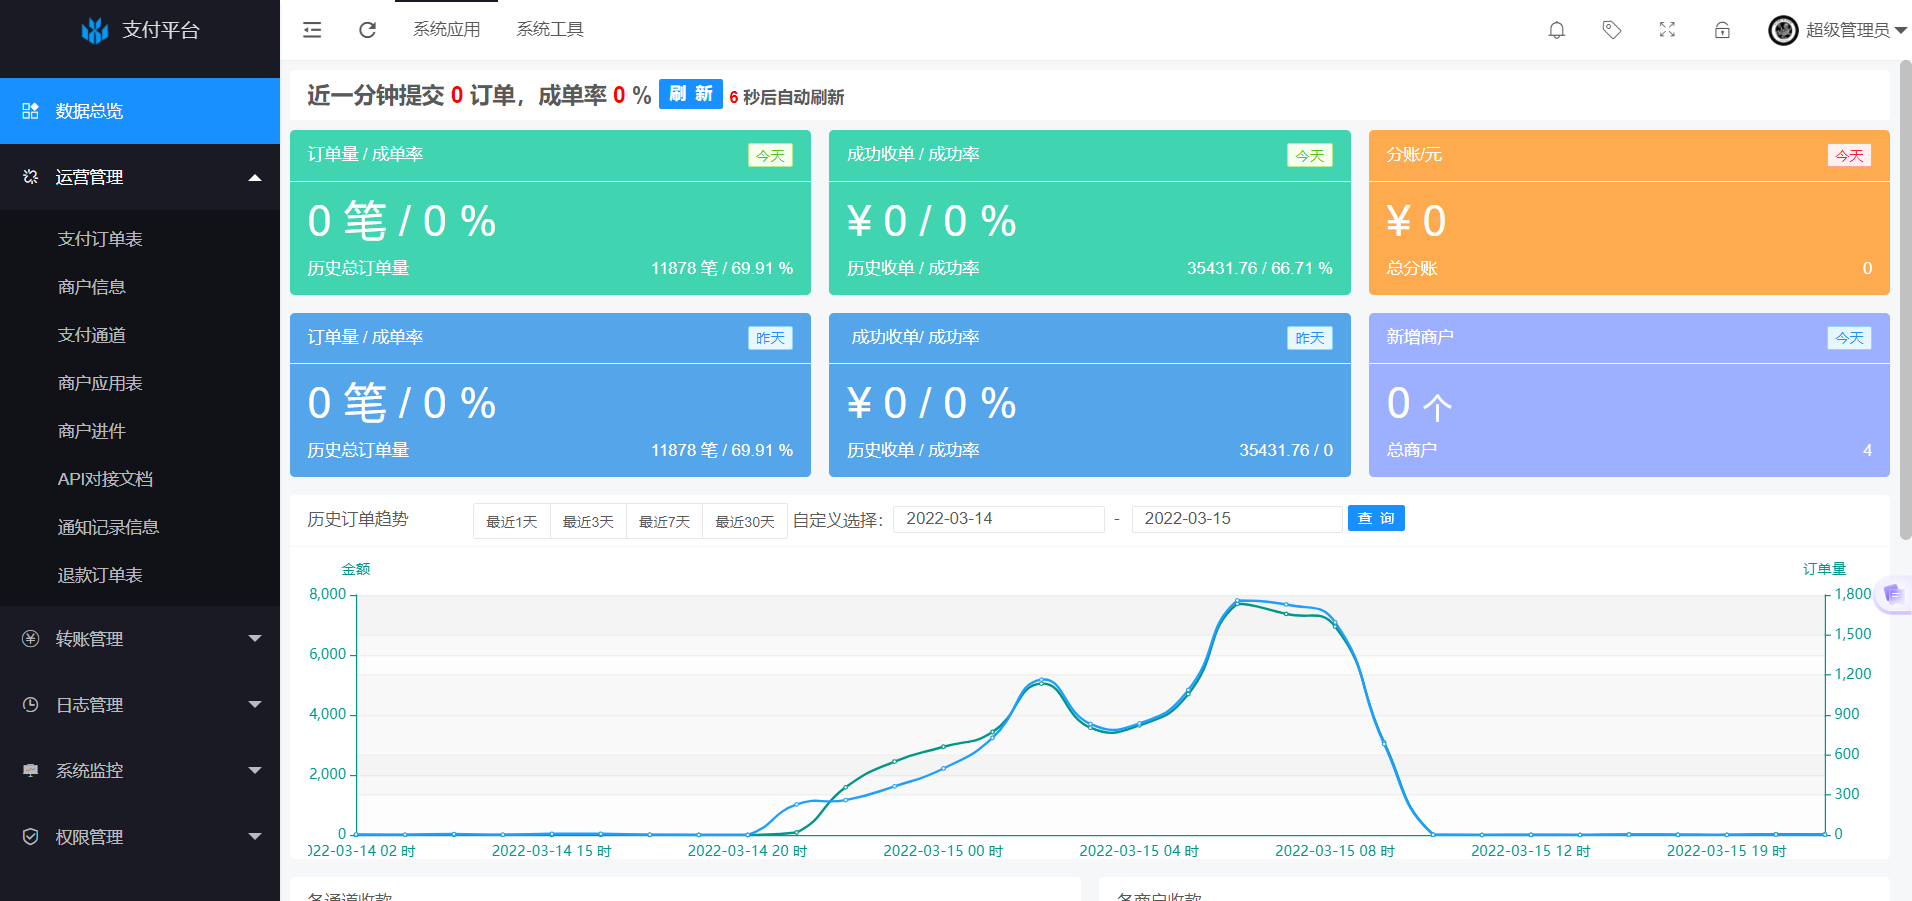 支付平台
系统应用
系统工具
超级管理员
数据总览
运营管理
支付订单表
商户信息
支付通道
商户应用表
商户进件
API对接文档
通知记录信息
退款订单表
转账管理
日志管理
系统监控
权限管理
近一分钟提交 0 订单，成单率 0 % 刷 新 6 秒后自动刷新
订单量 / 成单率 今天
0 笔 / 0 %
历史总订单量 11878 笔 / 69.91 %
成功收单 / 成功率 今天
¥ 0 / 0 %
历史收单 / 成功率 35431.76 / 66.71 %
分账/元 今天
¥ 0
总分账 0
订单量 / 成单率 昨天
0 笔 / 0 %
历史总订单量 11878 笔 / 69.91 %
成功收单/ 成功率 昨天
¥ 0 / 0 %
历史收单 / 成功率 35431.76 / 0
新增商户 今天
0 个
总商户 4
历史订单趋势 最近1天 最近3天 最近7天 最近30天 自定义选择： 2022-03-14 - 2022-03-15 查 询
金额
订单量
8,000
6,000
4,000
2,000
0
1,800
1,500
1,200
900
600
300
0
022-03-14 02 时 2022-03-14 15 时 2022-03-14 20 时 2022-03-15 00 时 2022-03-15 04 时 2022-03-15 08 时 2022-03-15 12 时 2022-03-15 19 时
各通道收款
各商户收款